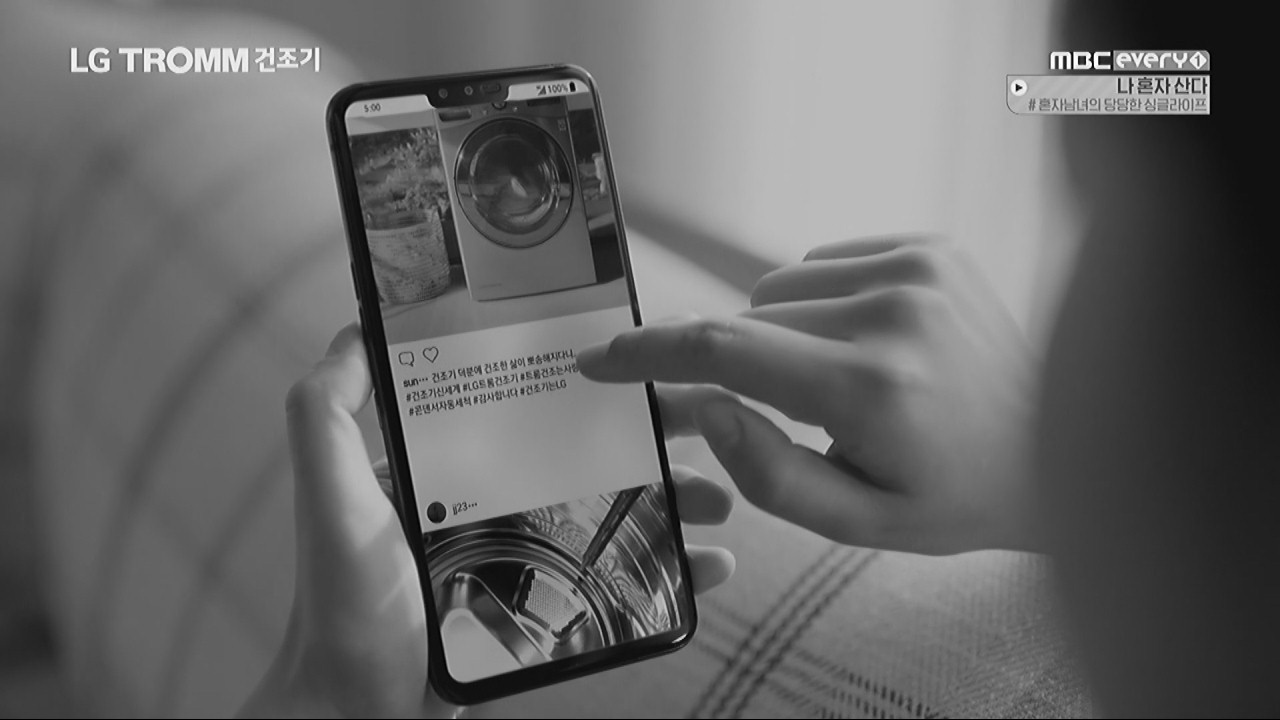 LG TROMM 건조기
MBC every1
나 혼자 산다
# 혼자남녀의 당당한 싱글라이프
5:00
100%
sun··· 건조기 덕분에 건조한 삶이 뽀송해지다니..
#건조기신세계 #LG트롬건조기 #트롬건조는사랑
#콘덴서자동세척 #감사합니다 #건조기는LG
jj23···